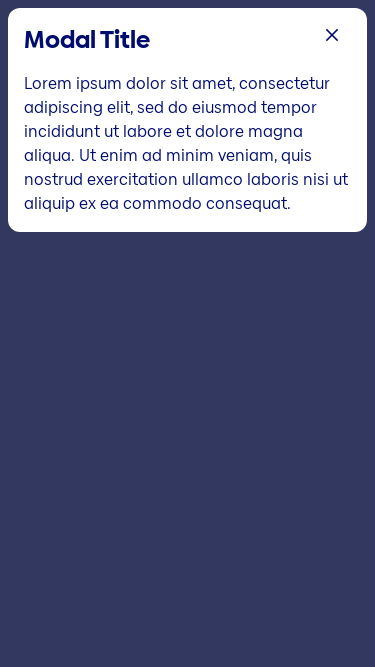 Modal Title
Lorem ipsum dolor sit amet, consectetur
adipiscing elit, sed do eiusmod tempor
incididunt ut labore et dolore magna
aliqua. Ut enim ad minim veniam, quis
nostrud exercitation ullamco laboris nisi ut
aliquip ex ea commodo consequat.